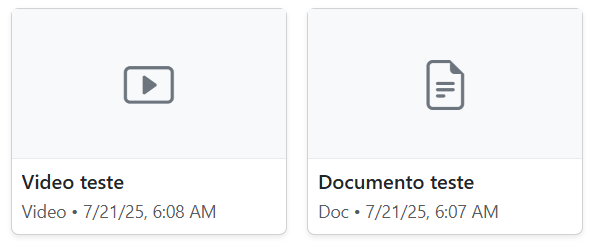 Video teste
Video • 7/21/25, 6:08 AM
Documento teste
Doc • 7/21/25, 6:07 AM